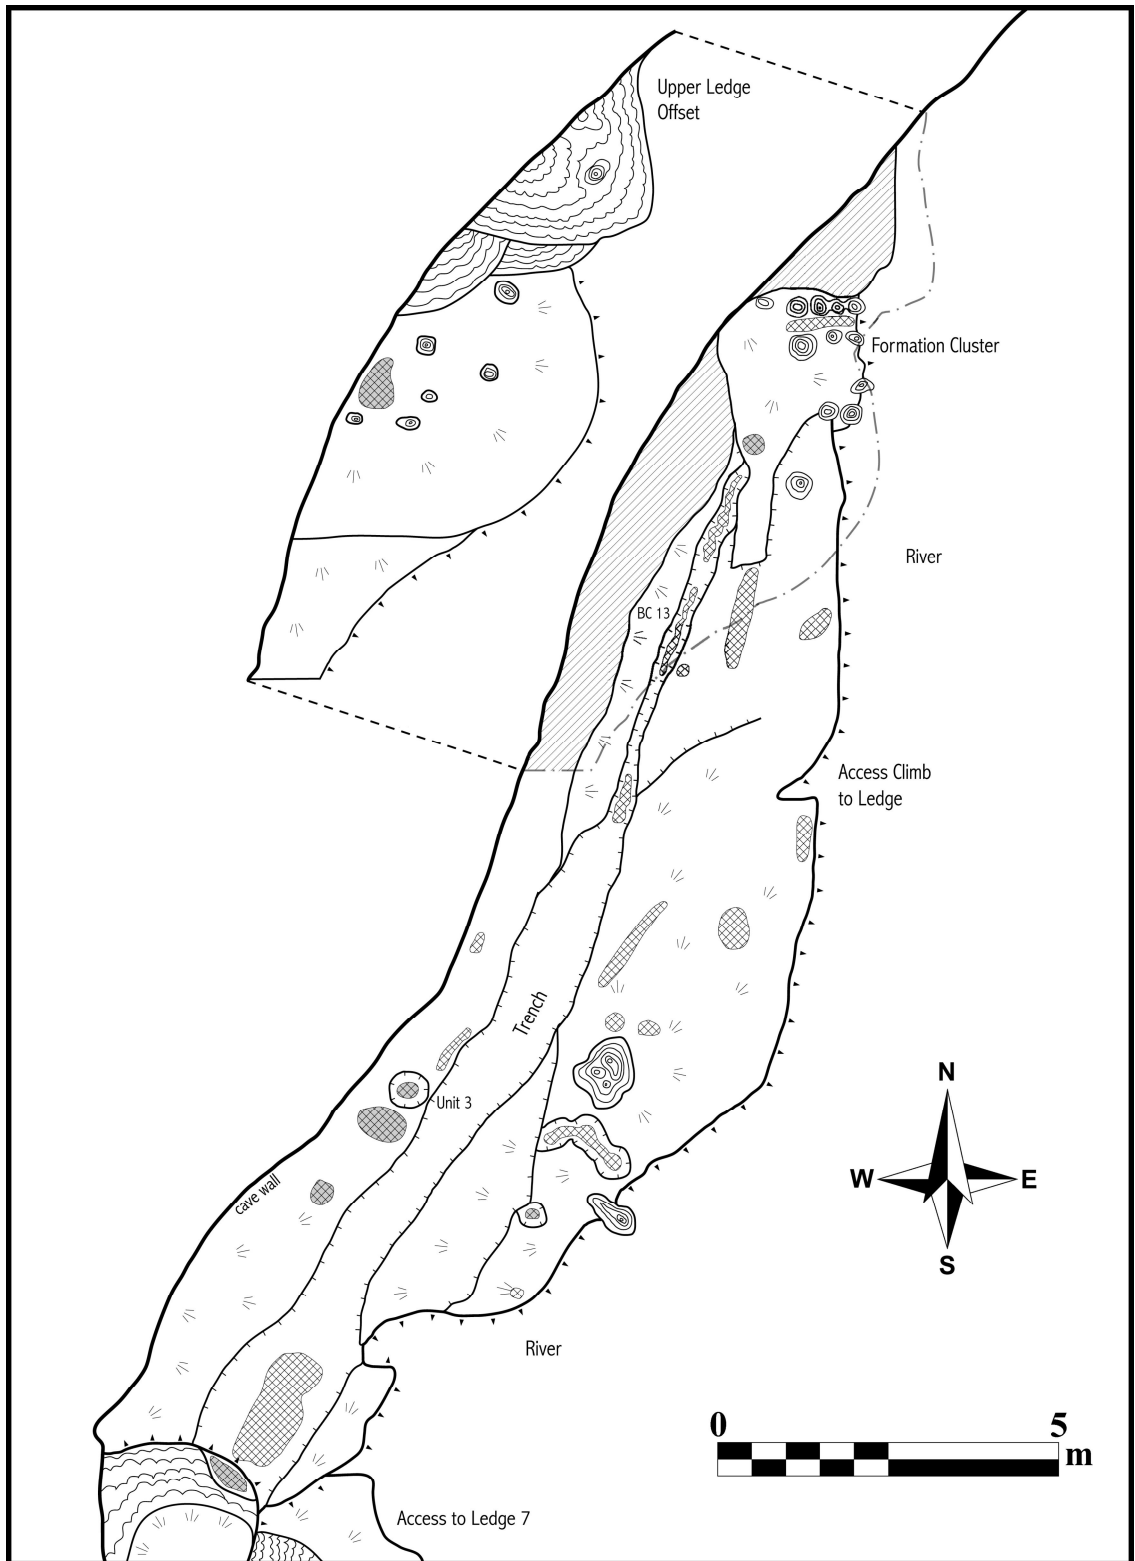 Upper Ledge
Offset
Formation Cluster
River
BC 13
Access Climb
to Ledge
Trench
Unit 3
cave wall
N
W
E
S
River
0
5
m
Access to Ledge 7